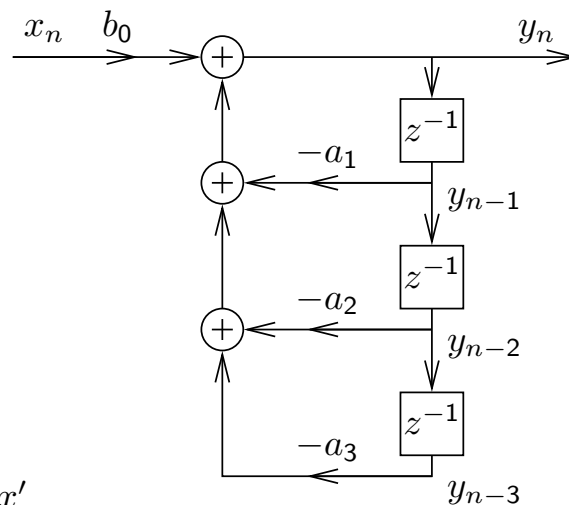 xₙ b₀ yₙ
+
z⁻¹
−a₁
+
yₙ₋₁
z⁻¹
−a₂
+
yₙ₋₂
z⁻¹
−a₃
x′ yₙ₋₃